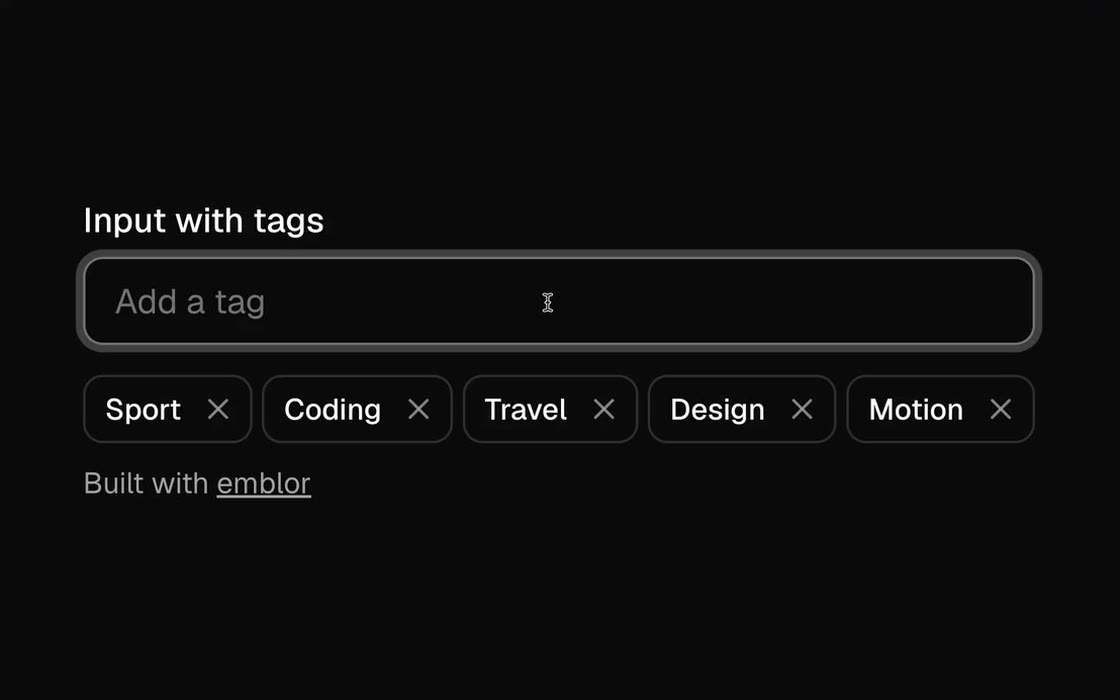 Input with tags
Add a tag
Sport Coding Travel Design Motion
Built with emblor